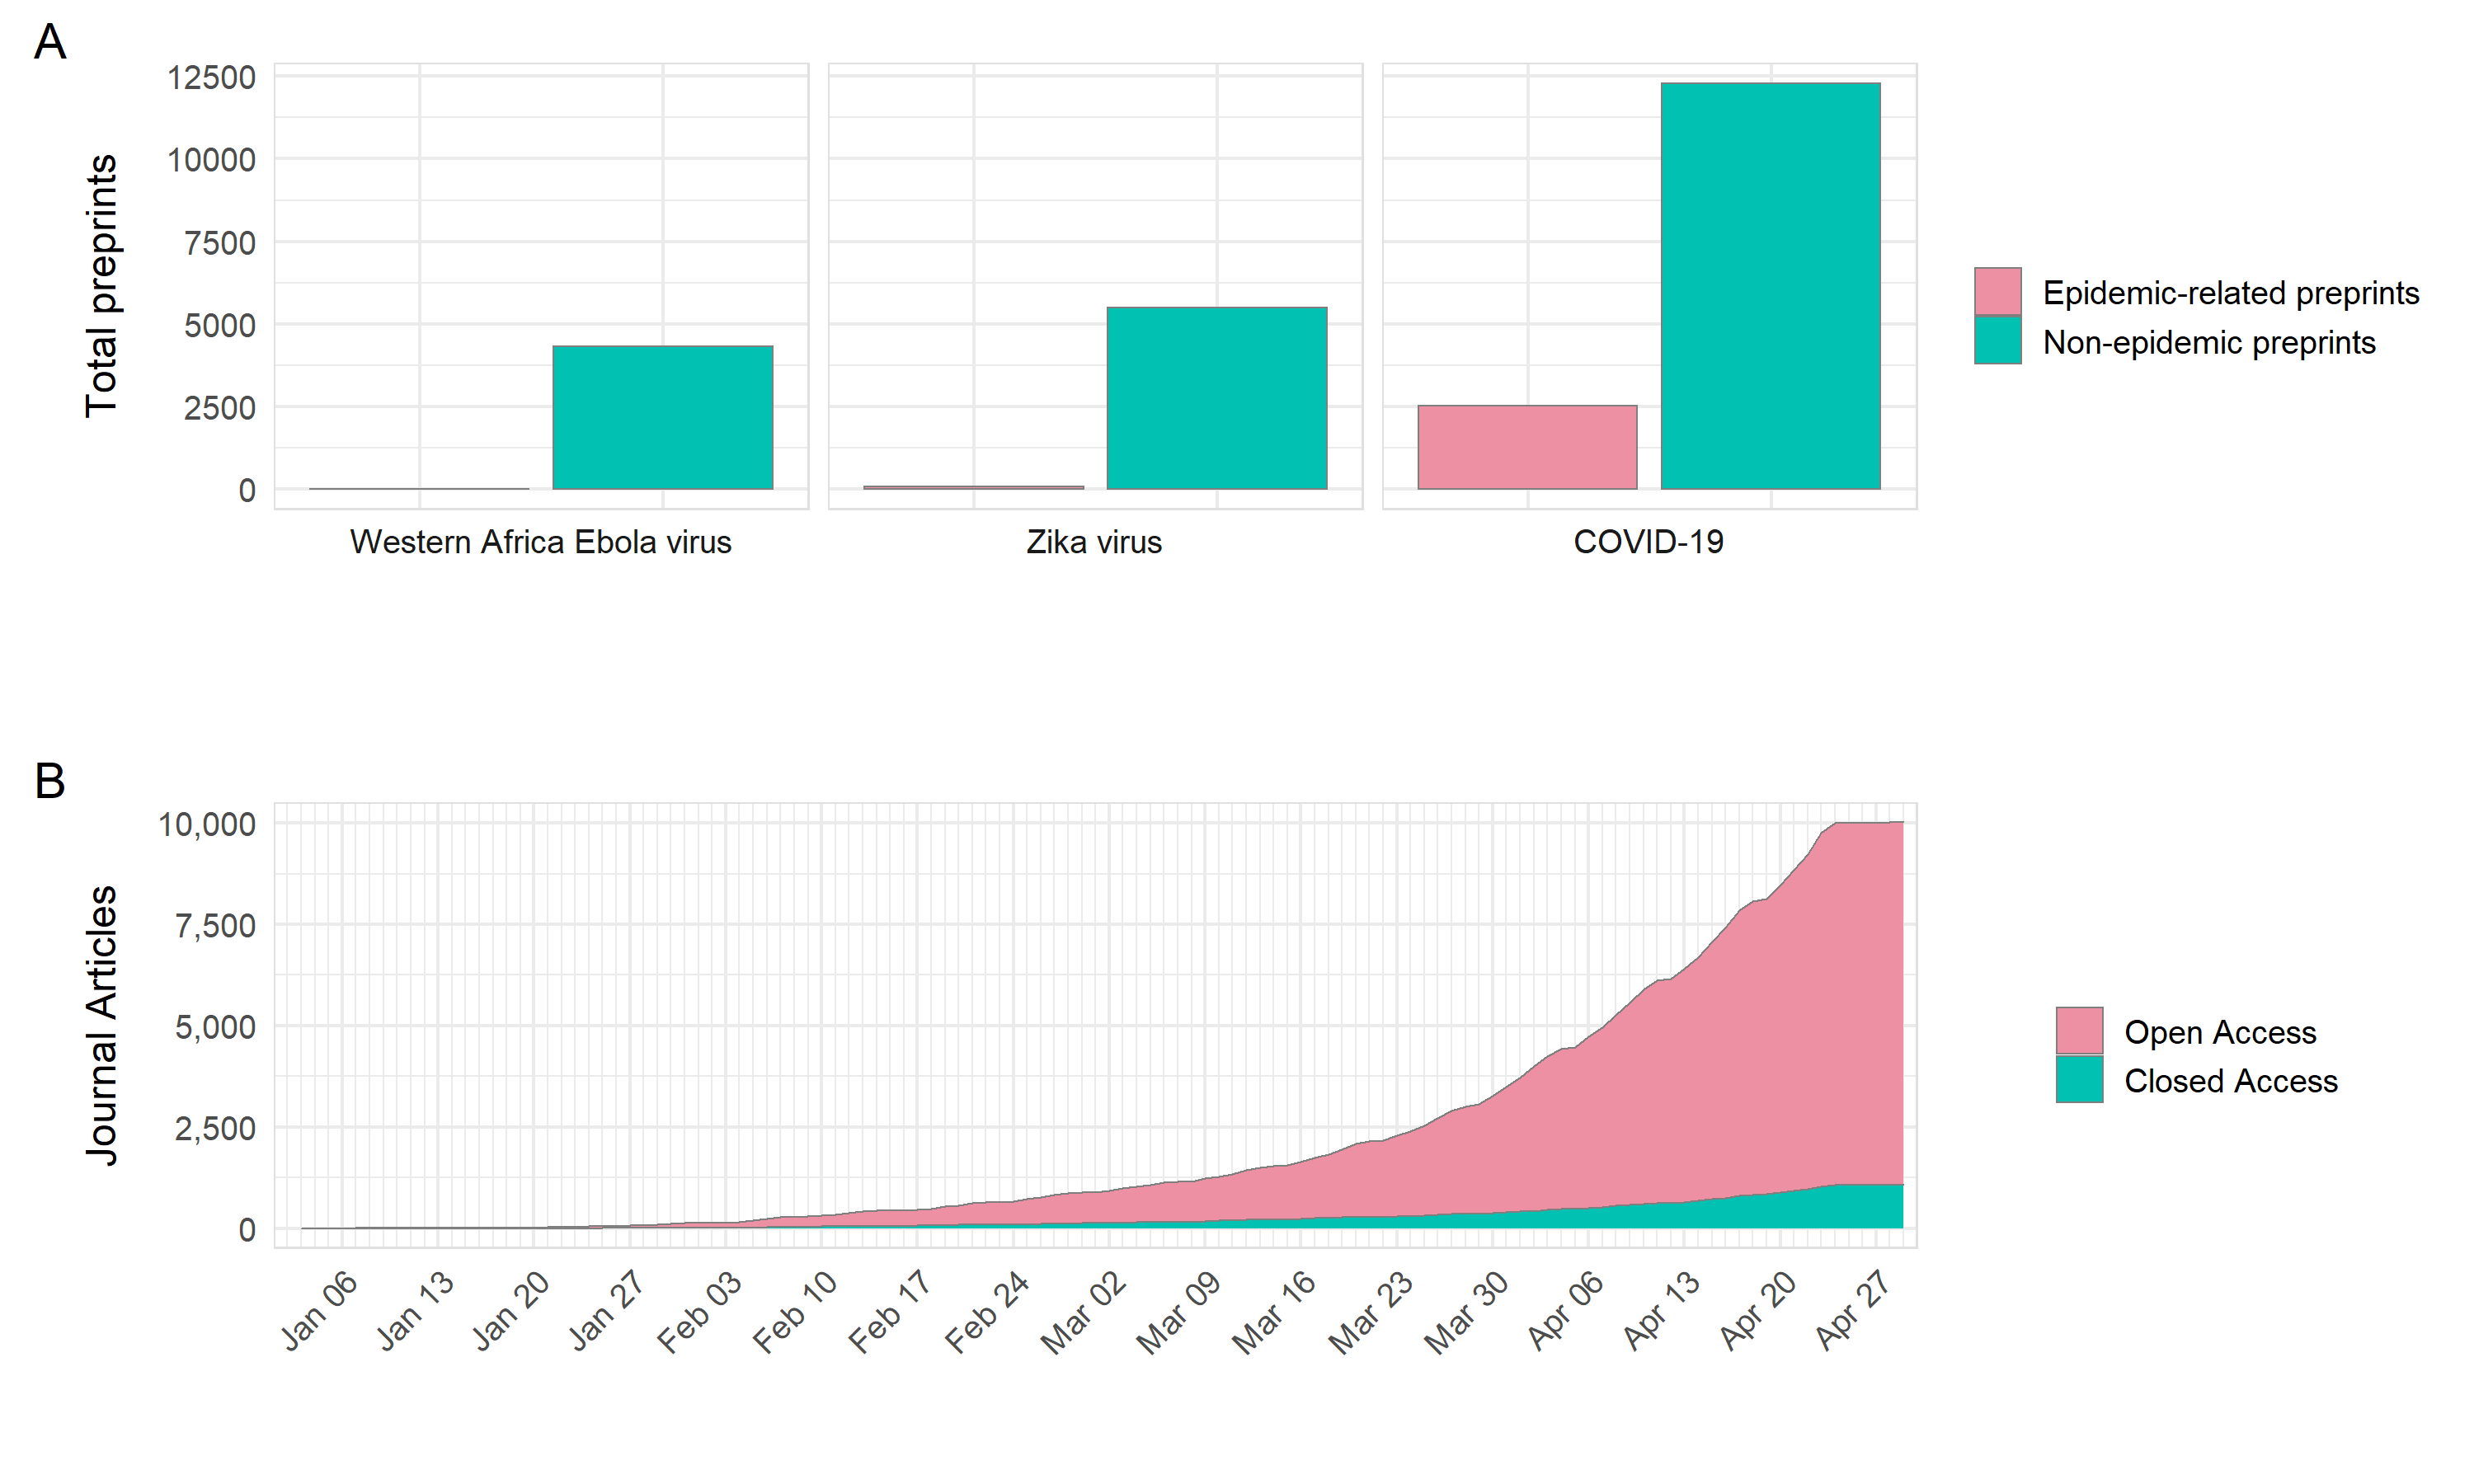 A
Total preprints
12500
10000
7500
5000
2500
0
Western Africa Ebola virus
Zika virus
COVID-19
Epidemic-related preprints
Non-epidemic preprints
B
Journal Articles
10,000
7,500
5,000
2,500
0
Jan 06
Jan 13
Jan 20
Jan 27
Feb 03
Feb 10
Feb 17
Feb 24
Mar 02
Mar 09
Mar 16
Mar 23
Mar 30
Apr 06
Apr 13
Apr 20
Apr 27
Open Access
Closed Access